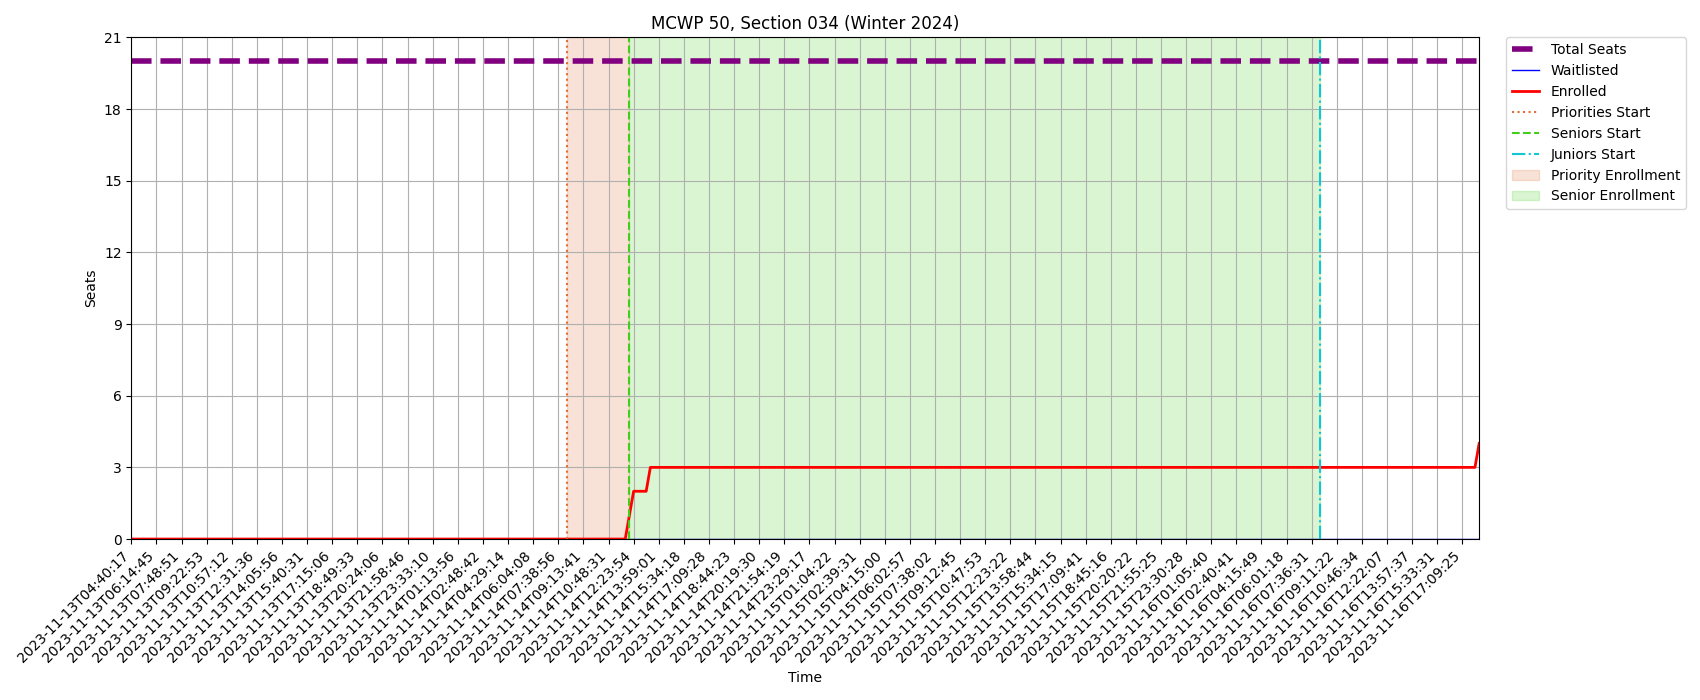 MCWP 50, Section 034 (Winter 2024)
Total Seats
Waitlisted
Enrolled
Priorities Start
Seniors Start
Juniors Start
Priority Enrollment
Senior Enrollment
Seats
21
18
15
12
9
6
3
0
2023-11-13T04:40:17
2023-11-13T06:14:45
2023-11-13T07:48:51
2023-11-13T09:22:53
2023-11-13T10:57:12
2023-11-13T12:31:36
2023-11-13T14:05:56
2023-11-13T15:40:31
2023-11-13T17:15:06
2023-11-13T18:49:33
2023-11-13T20:24:06
2023-11-13T21:58:46
2023-11-13T23:33:10
2023-11-14T01:13:56
2023-11-14T02:48:42
2023-11-14T04:29:14
2023-11-14T06:04:08
2023-11-14T07:38:56
2023-11-14T09:13:41
2023-11-14T10:48:31
2023-11-14T12:23:54
2023-11-14T13:59:01
2023-11-14T15:34:18
2023-11-14T17:09:28
2023-11-14T18:44:23
2023-11-14T20:19:30
2023-11-14T21:54:19
2023-11-14T23:29:17
2023-11-15T01:04:22
2023-11-15T02:39:31
2023-11-15T04:15:00
2023-11-15T06:02:57
2023-11-15T07:38:02
2023-11-15T09:12:45
2023-11-15T10:47:53
2023-11-15T12:23:22
2023-11-15T13:58:44
2023-11-15T15:34:15
2023-11-15T17:09:41
2023-11-15T18:45:16
2023-11-15T20:20:22
2023-11-15T21:55:25
2023-11-15T23:30:28
2023-11-16T01:05:40
2023-11-16T02:40:41
2023-11-16T04:15:49
2023-11-16T06:01:18
2023-11-16T07:36:31
2023-11-16T09:11:22
2023-11-16T10:46:34
2023-11-16T12:22:07
2023-11-16T13:57:37
2023-11-16T15:33:31
2023-11-16T17:09:25
Time